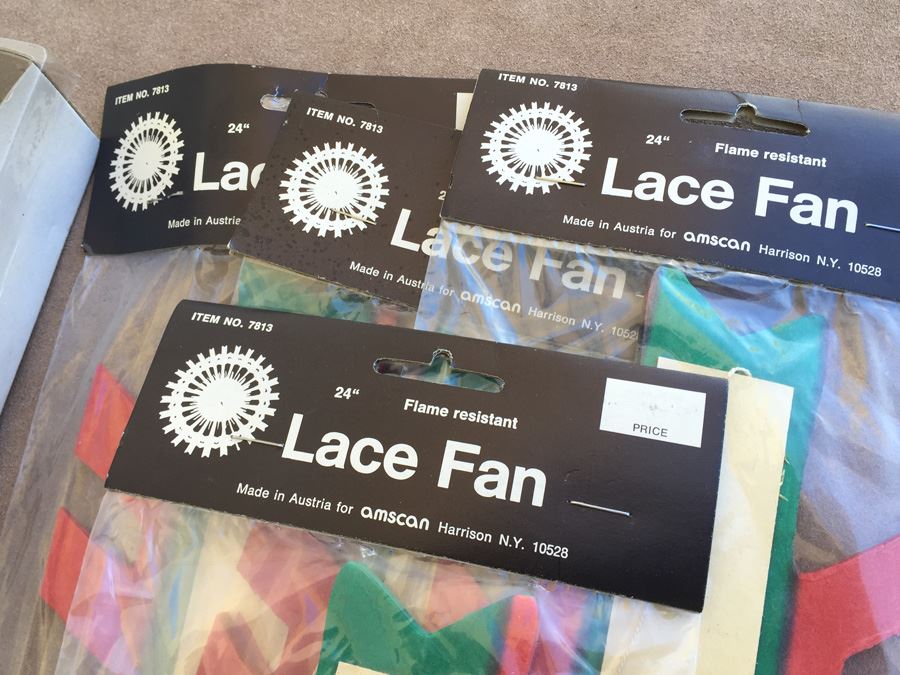 ITEM NO. 7813
24“
Lac
Made in Austria
ITEM NO. 7813
Lace Fan
Made in Austria for amscan Harrison N.Y. 1052
ITEM NO. 7813
24“
Flame resistant
Lace Fan
Made in Austria for amscan Harrison N.Y. 10528
ITEM NO. 7813
24“
Flame resistant
Lace Fan
PRICE
Made in Austria for amscan Harrison N.Y. 10528